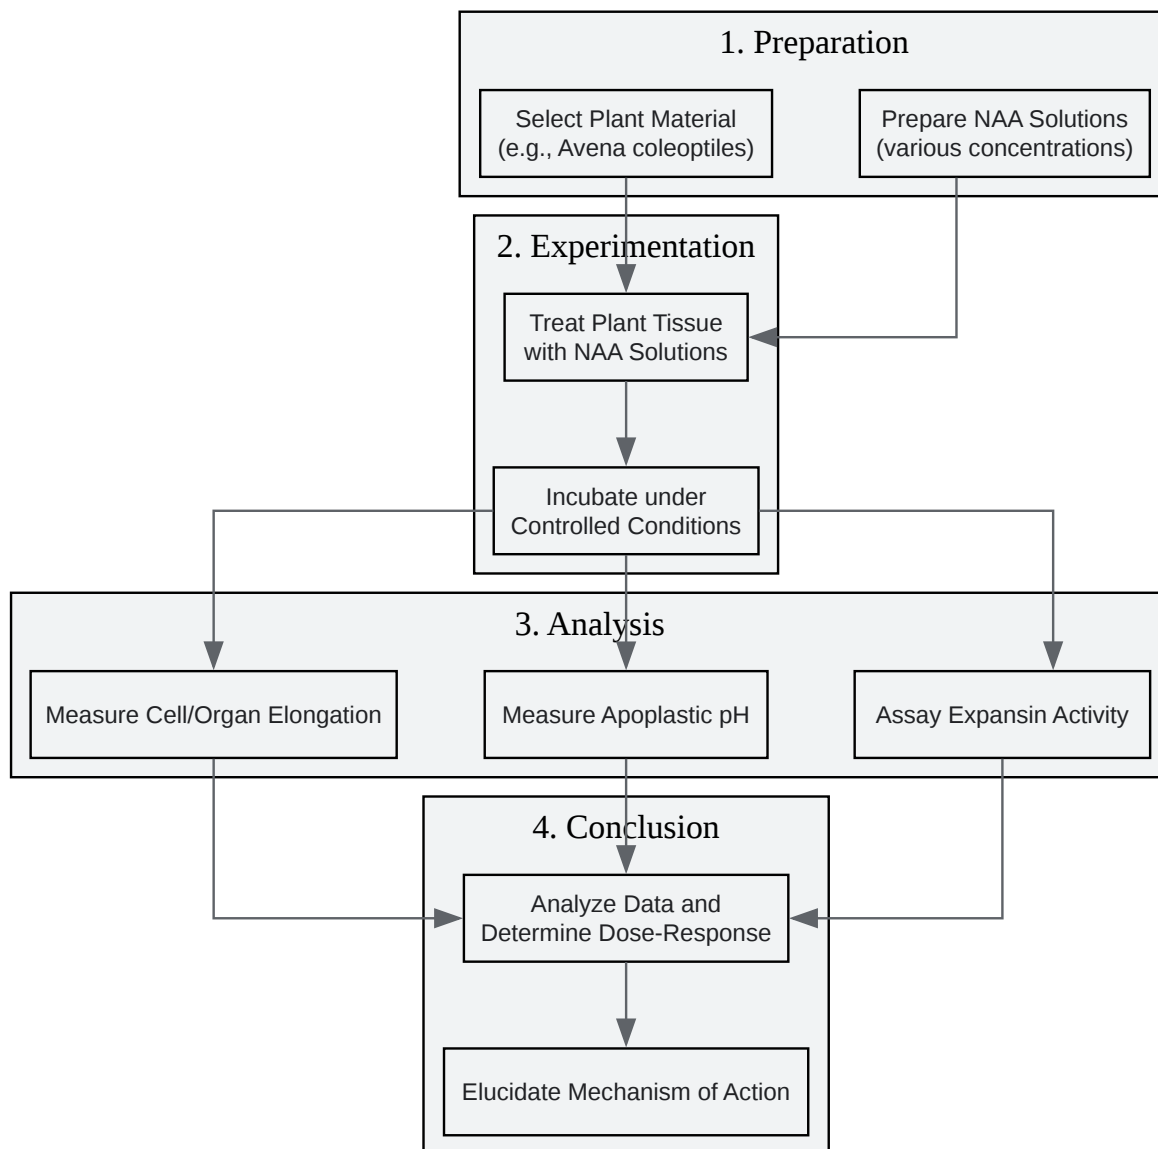 1. Preparation
Select Plant Material
(e.g., Avena coleoptiles)
Prepare NAA Solutions
(various concentrations)
2. Experimentation
Treat Plant Tissue
with NAA Solutions
Incubate under
Controlled Conditions
3. Analysis
Measure Cell/Organ Elongation
Measure Apoplastic pH
Assay Expansin Activity
4. Conclusion
Analyze Data and
Determine Dose-Response
Elucidate Mechanism of Action